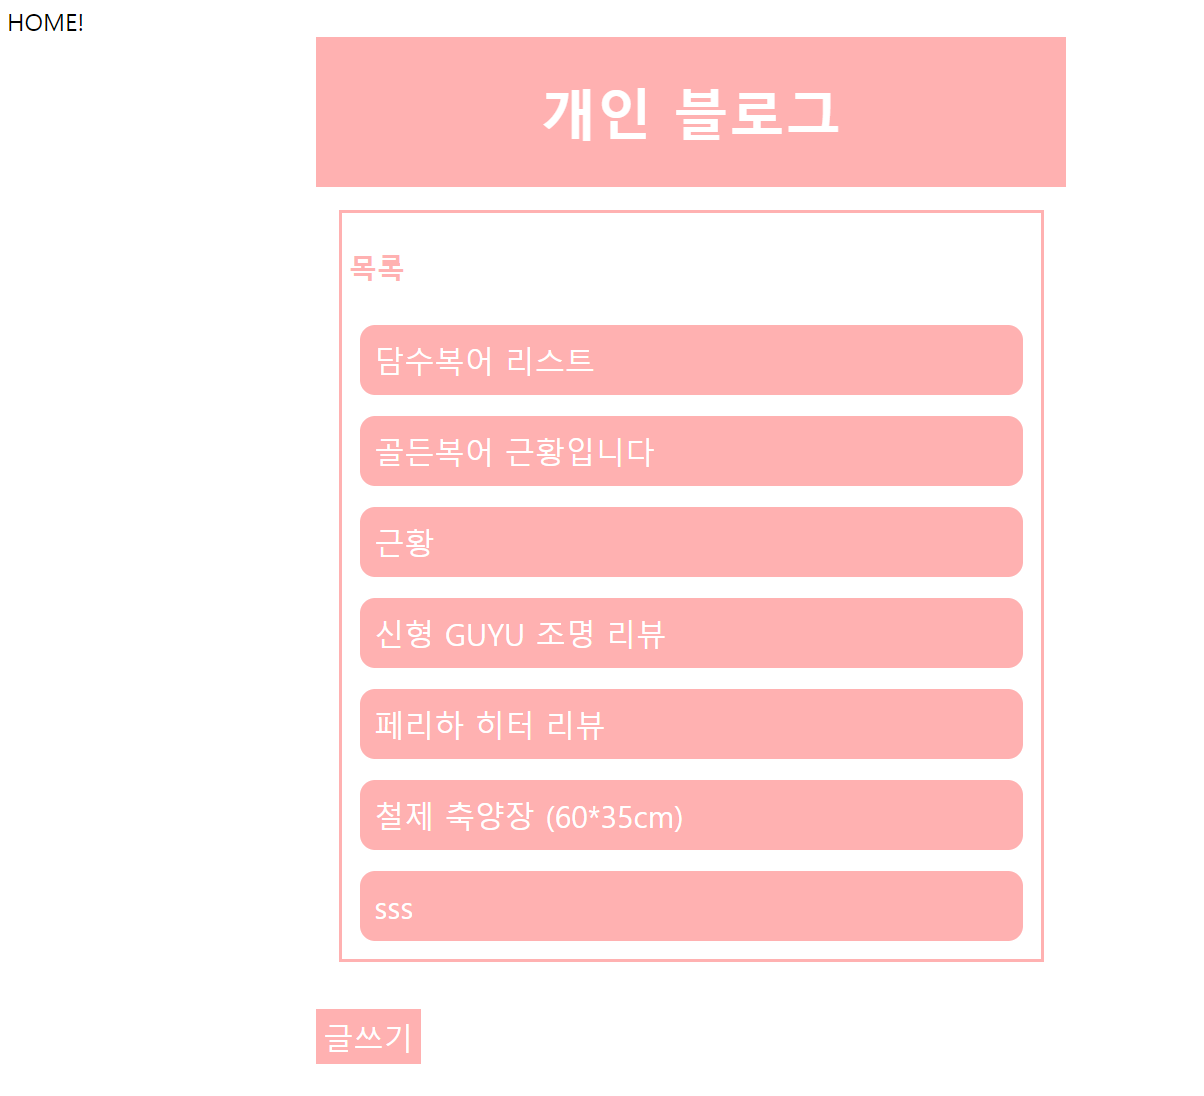 HOME!
개인 블로그
목록
담수복어 리스트
골든복어 근황입니다
근황
신형 GUYU 조명 리뷰
페리하 히터 리뷰
철제 축양장 (60*35cm)
sss
글쓰기